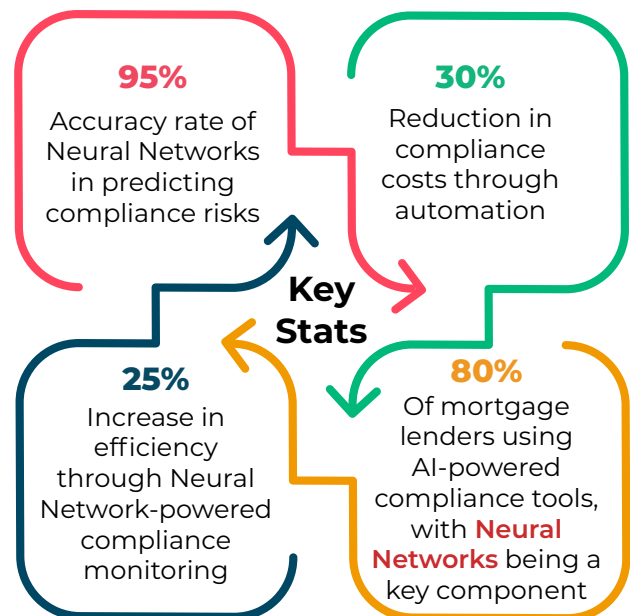 95%
Accuracy rate of
Neural Networks
in predicting
compliance risks
30%
Reduction in
compliance
costs through
automation
Key
Stats
25%
Increase in
efficiency
through Neural
Network-powered
compliance
monitoring
80%
Of mortgage
lenders using
AI-powered
compliance tools,
with Neural
Networks being a
key component